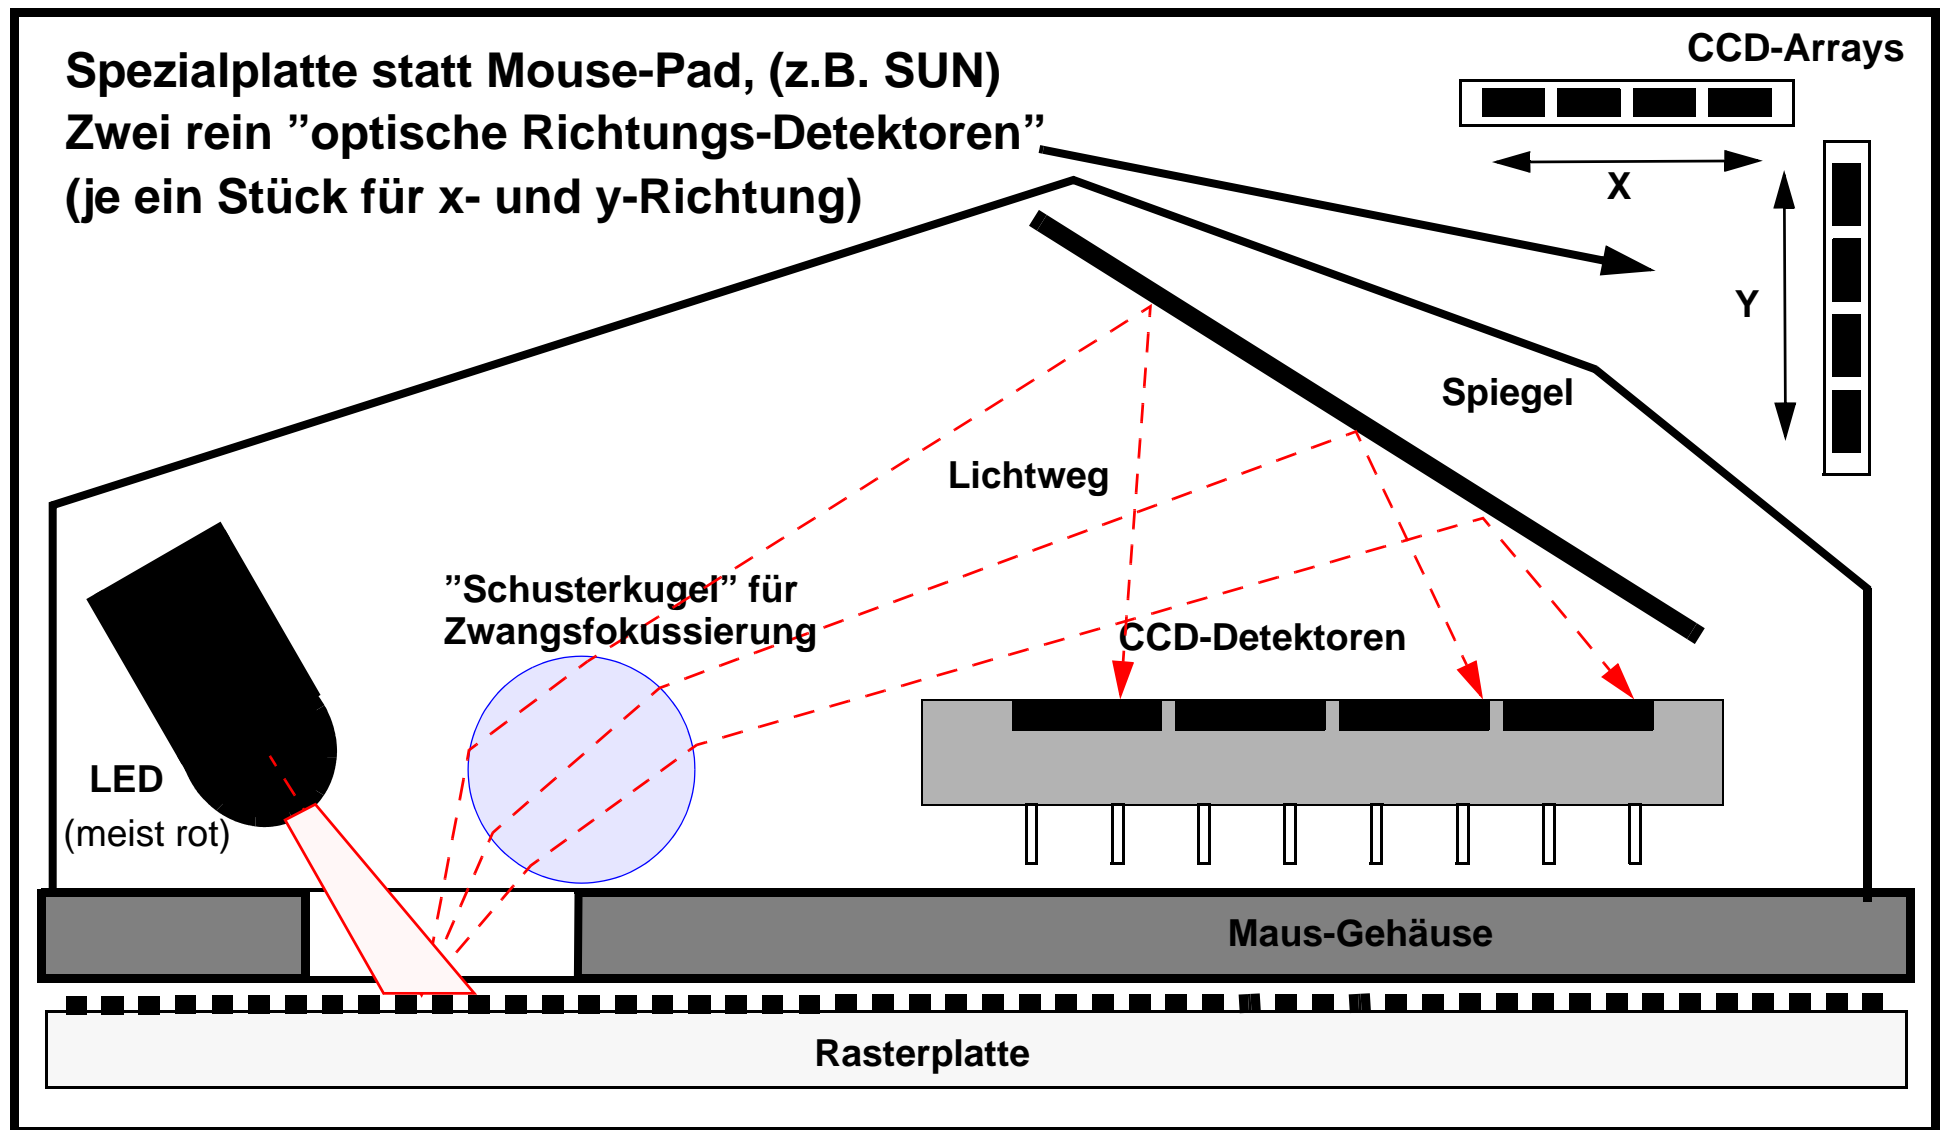 Spezialplatte statt Mouse-Pad, (z.B. SUN)
Zwei rein ”optische Richtungs-Detektoren”
(je ein Stück für x- und y-Richtung)
CCD-Arrays
X
Y
Spiegel
Lichtweg
”Schusterkugel” für
Zwangsfokussierung
CCD-Detektoren
LED
(meist rot)
Maus-Gehäuse
Rasterplatte